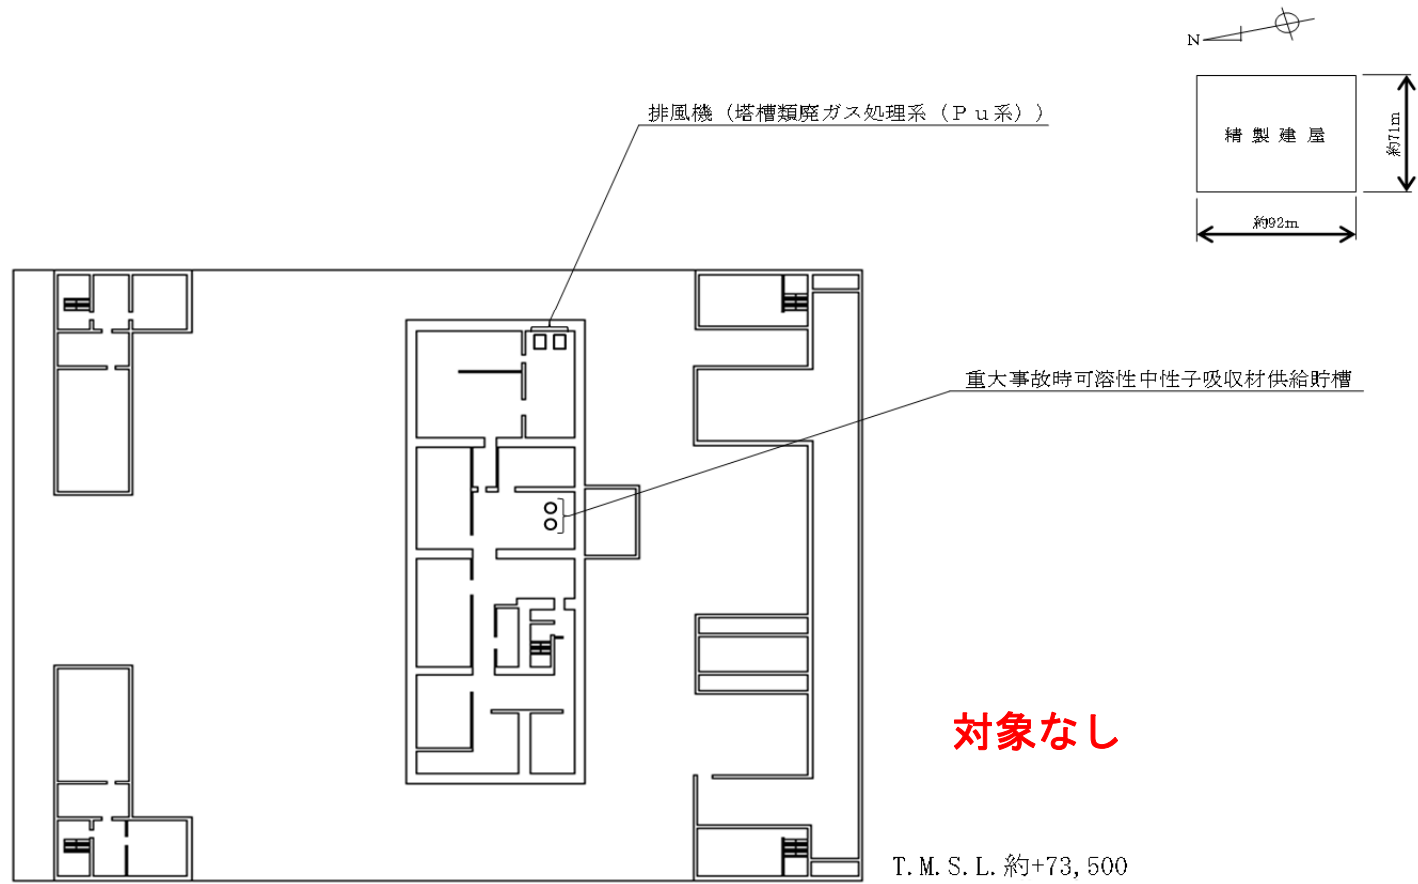 N
排風機（塔槽類廃ガス処理系（Ｐｕ系））
精製建屋
約71m
約92m
重大事故時可溶性中性子吸収材供給貯槽
対象なし
T.M.S.L.約+73,500